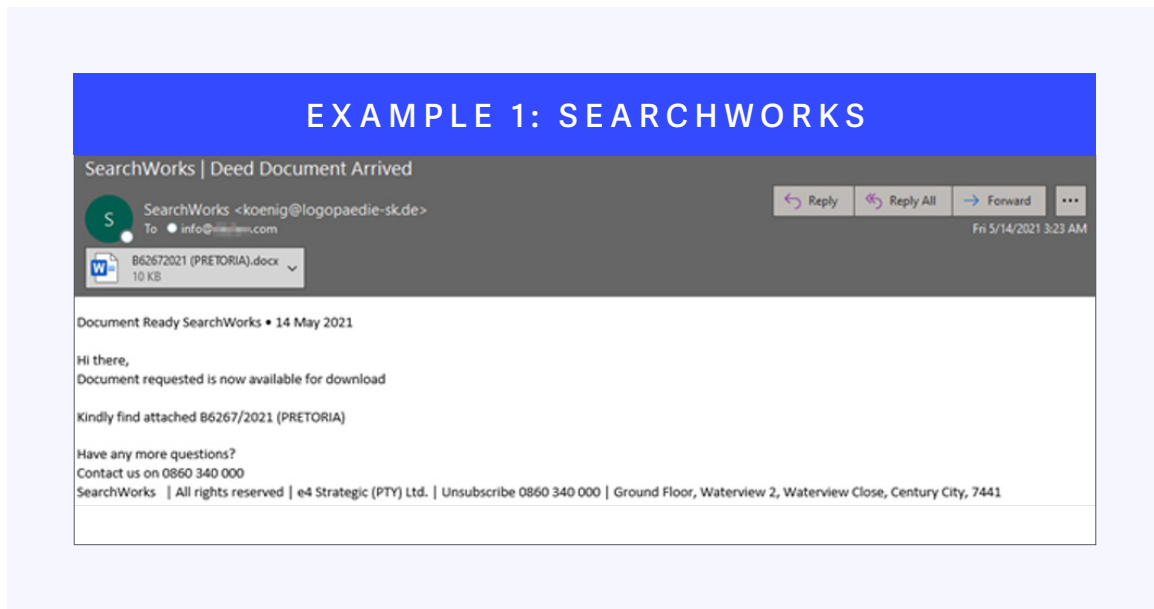 EXAMPLE 1: SEARCHWORKS
SearchWorks | Deed Document Arrived
S
SearchWorks <koenig@logopaedie-sk.de>
To info@ .com
Reply
Reply All
Forward
Fri 5/14/2021 3:23 AM
W
B62672021 (PRETORIA).docx
10 KB
Document Ready SearchWorks • 14 May 2021
Hi there,
Document requested is now available for download
Kindly find attached B6267/2021 (PRETORIA)
Have any more questions?
Contact us on 0860 340 000
SearchWorks | All rights reserved | e4 Strategic (PTY) Ltd. | Unsubscribe 0860 340 000 | Ground Floor, Waterview 2, Waterview Close, Century City, 7441